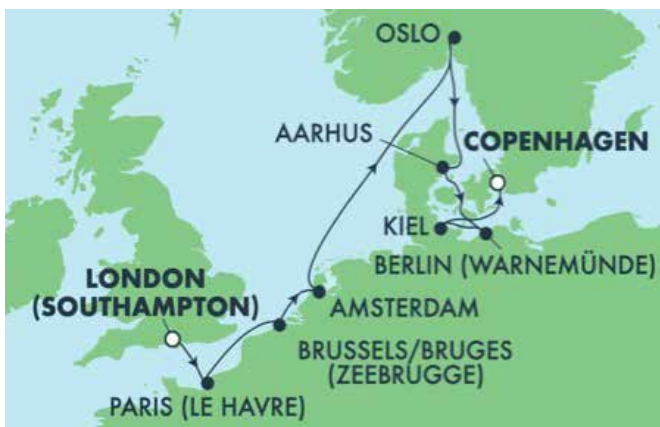 OSLO
AARHUS
COPENHAGEN
KIEL
BERLIN (WARNEMÜNDE)
LONDON
(SOUTHAMPTON)
AMSTERDAM
BRUSSELS/BRUGES
(ZEEBRUGGE)
PARIS (LE HAVRE)